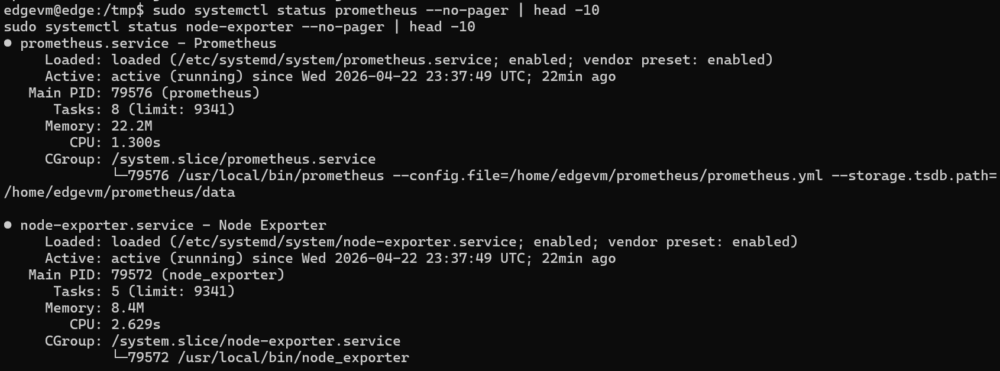 edgevm@edge:/tmp$ sudo systemctl status prometheus --no-pager | head -10
sudo systemctl status node-exporter --no-pager | head -10
● prometheus.service - Prometheus
     Loaded: loaded (/etc/systemd/system/prometheus.service; enabled; vendor preset: enabled)
     Active: active (running) since Wed 2026-04-22 23:37:49 UTC; 22min ago
   Main PID: 79576 (prometheus)
      Tasks: 8 (limit: 9341)
     Memory: 22.2M
        CPU: 1.300s
     CGroup: /system.slice/prometheus.service
             └─79576 /usr/local/bin/prometheus --config.file=/home/edgevm/prometheus/prometheus.yml --storage.tsdb.path=
/home/edgevm/prometheus/data

● node-exporter.service - Node Exporter
     Loaded: loaded (/etc/systemd/system/node-exporter.service; enabled; vendor preset: enabled)
     Active: active (running) since Wed 2026-04-22 23:37:49 UTC; 22min ago
   Main PID: 79572 (node_exporter)
      Tasks: 5 (limit: 9341)
     Memory: 8.4M
        CPU: 2.629s
     CGroup: /system.slice/node-exporter.service
             └─79572 /usr/local/bin/node_exporter